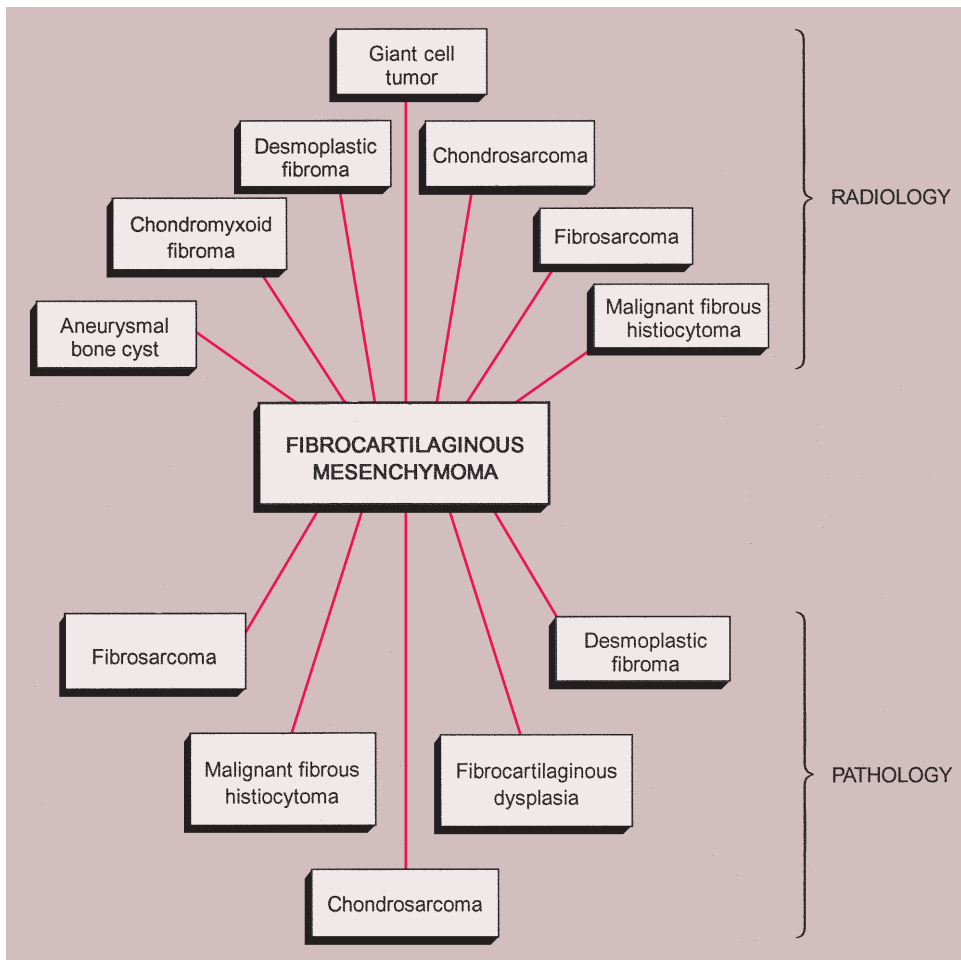 Giant cell
tumor
Desmoplastic
fibroma
Chondrosarcoma
Chondromyxoid
fibroma
Fibrosarcoma
RADIOLOGY
Aneurysmal
bone cyst
Malignant fibrous
histiocytoma
FIBROCARTILAGINOUS
MESENCHYMOMA
Fibrosarcoma
Desmoplastic
fibroma
Malignant fibrous
histiocytoma
Fibrocartilaginous
dysplasia
PATHOLOGY
Chondrosarcoma